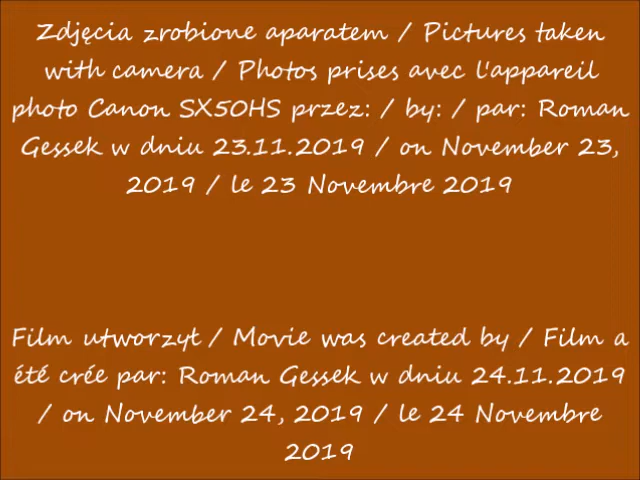 Zdjęcia zrobione aparatem / Pictures taken
with camera / Photos prises avec l'appareil
photo Canon SX50HS przez: / by: / par: Roman
Gessek w dniu 23.11.2019 / on November 23,
2019 / le 23 Novembre 2019
Film utworzył / Movie was created by / Film a
été crée par: Roman Gessek w dniu 24.11.2019
/ on November 24, 2019 / le 24 Novembre
2019